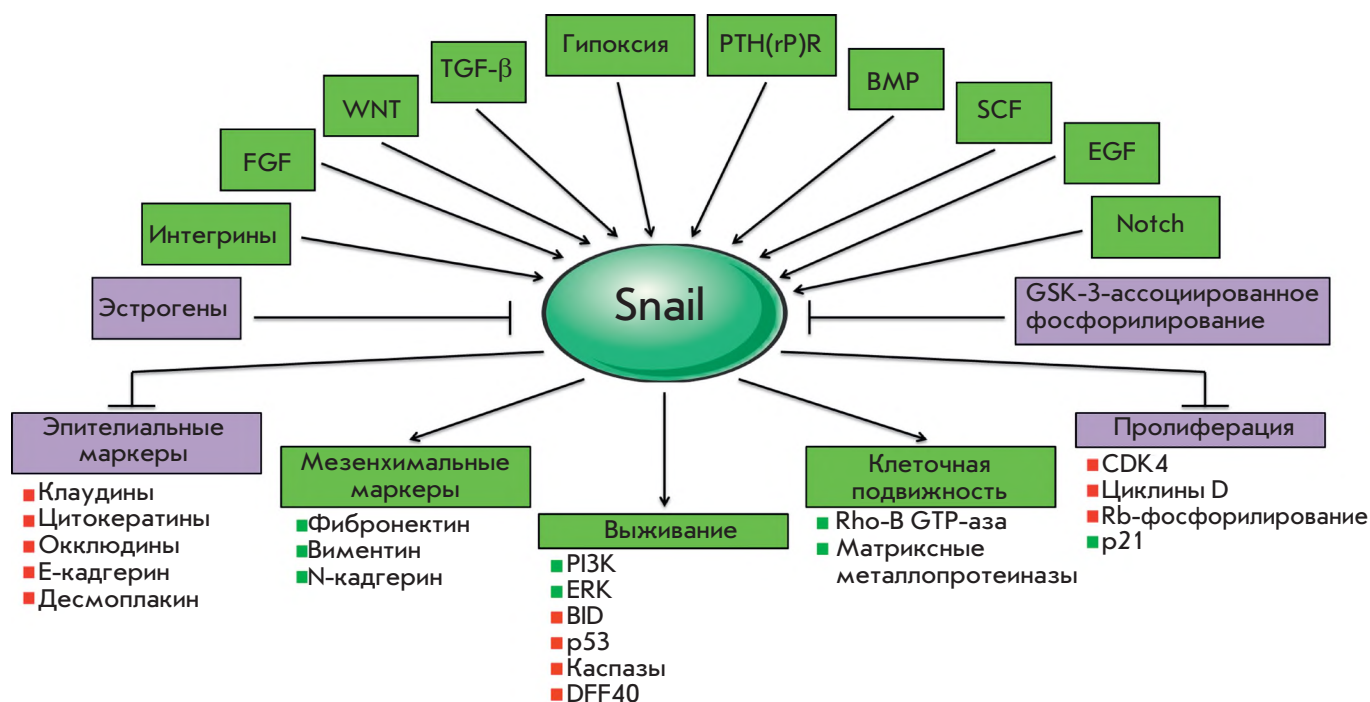 Гипоксия
PTH(rP)R
TGF-β
BMP
WNT
SCF
FGF
EGF
Интегрины
Notch
Эстрогены
Snail
GSK-3-ассоциированное
фосфорилирование
Эпителиальные
маркеры
Клаудины
Цитокератины
Окклюдины
E-кадгерин
Десмоплакин
Мезенхимальные
маркеры
Фибронектин
Виментин
N-кадгерин
Выживание
PI3K
ERK
BID
p53
Каспазы
DFF40
Клеточная
подвижность
Rho-B GTP-аза
Матриксные
металлопротеиназы
Пролиферация
CDK4
Циклины D
Rb-фосфорилирование
p21